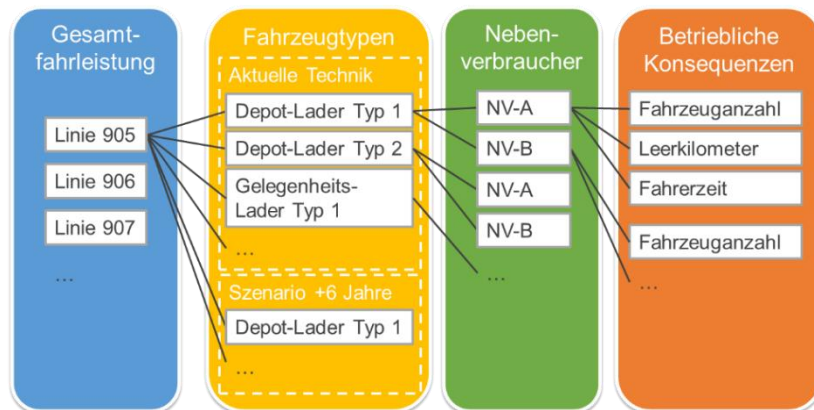 Gesamt-
fahrleistung
Linie 905
Linie 906
Linie 907
...
Fahrzeugtypen
Aktuelle Technik
Depot-Lader Typ 1
Depot-Lader Typ 2
Gelegenheits-
Lader Typ 1
...
Szenario +6 Jahre
Depot-Lader Typ 1
...
Neben-
verbraucher
NV-A
NV-B
NV-A
NV-B
...
Betriebliche
Konsequenzen
Fahrzeuganzahl
Leerkilometer
Fahrerzeit
Fahrzeuganzahl
...